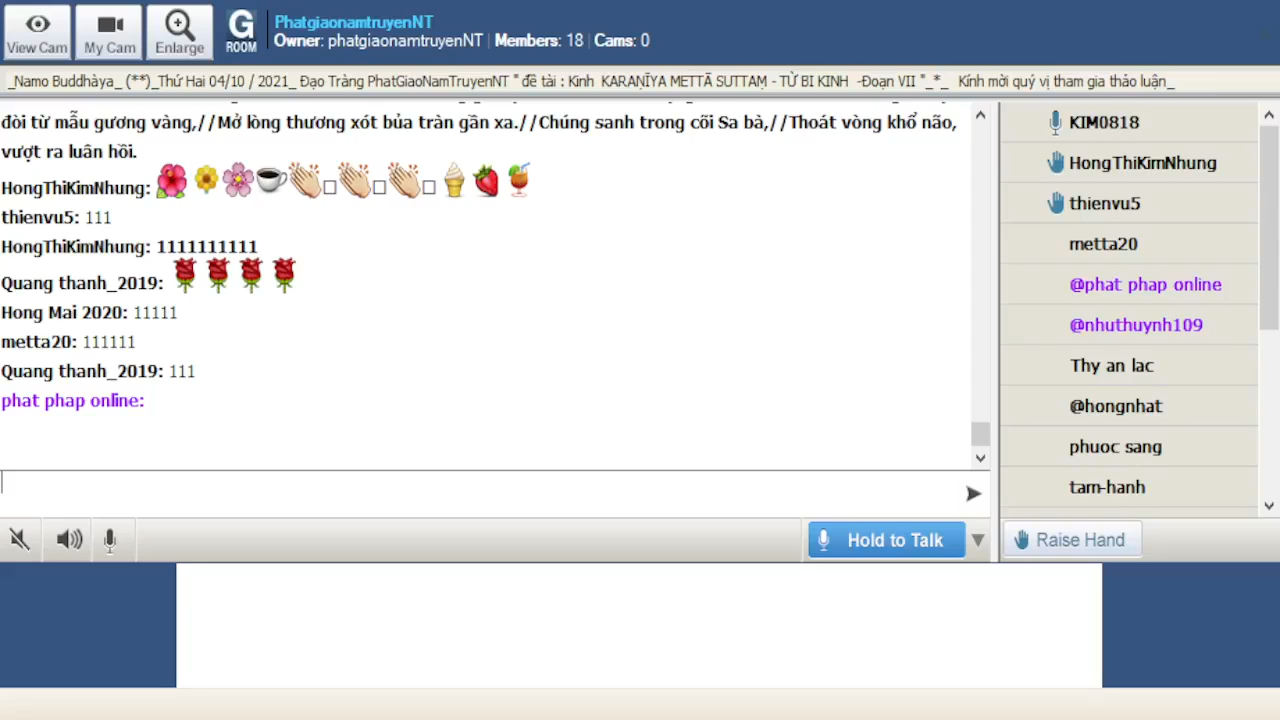 View Cam
My Cam
Enlarge
G
ROOM
PhatgiaonamtruyenNT
Owner: phatgiaonamtruyenNT | Members: 18 | Cams: 0
_Namo Buddhàya_ (**)_Thứ Hai 04/10 / 2021_ Đạo Tràng PhatGiaoNamTruyenNT " đề tài : Kinh KARAṆĪYA METTĀ SUTTAṂ - TỪ BI KINH -Đoạn VII "_*_ Kính mời quý vị tham gia thảo luận_
đòi từ mẫu gương vàng,//Mở lòng thương xót bủa tràn gần xa.//Chúng sanh trong cõi Sa bà,//Thoát vòng khổ não,
vượt ra luân hồi.
HongThiKimNhung:
thienvu5: 111
HongThiKimNhung: 1111111111
Quang thanh_2019:
Hong Mai 2020: 11111
metta20: 111111
Quang thanh_2019: 111
phat phap online:
KIM0818
HongThiKimNhung
thienvu5
metta20
@phat phap online
@nhuthuynh109
Thy an lac
@hongnhat
phuoc sang
tam-hanh
Hold to Talk
Raise Hand